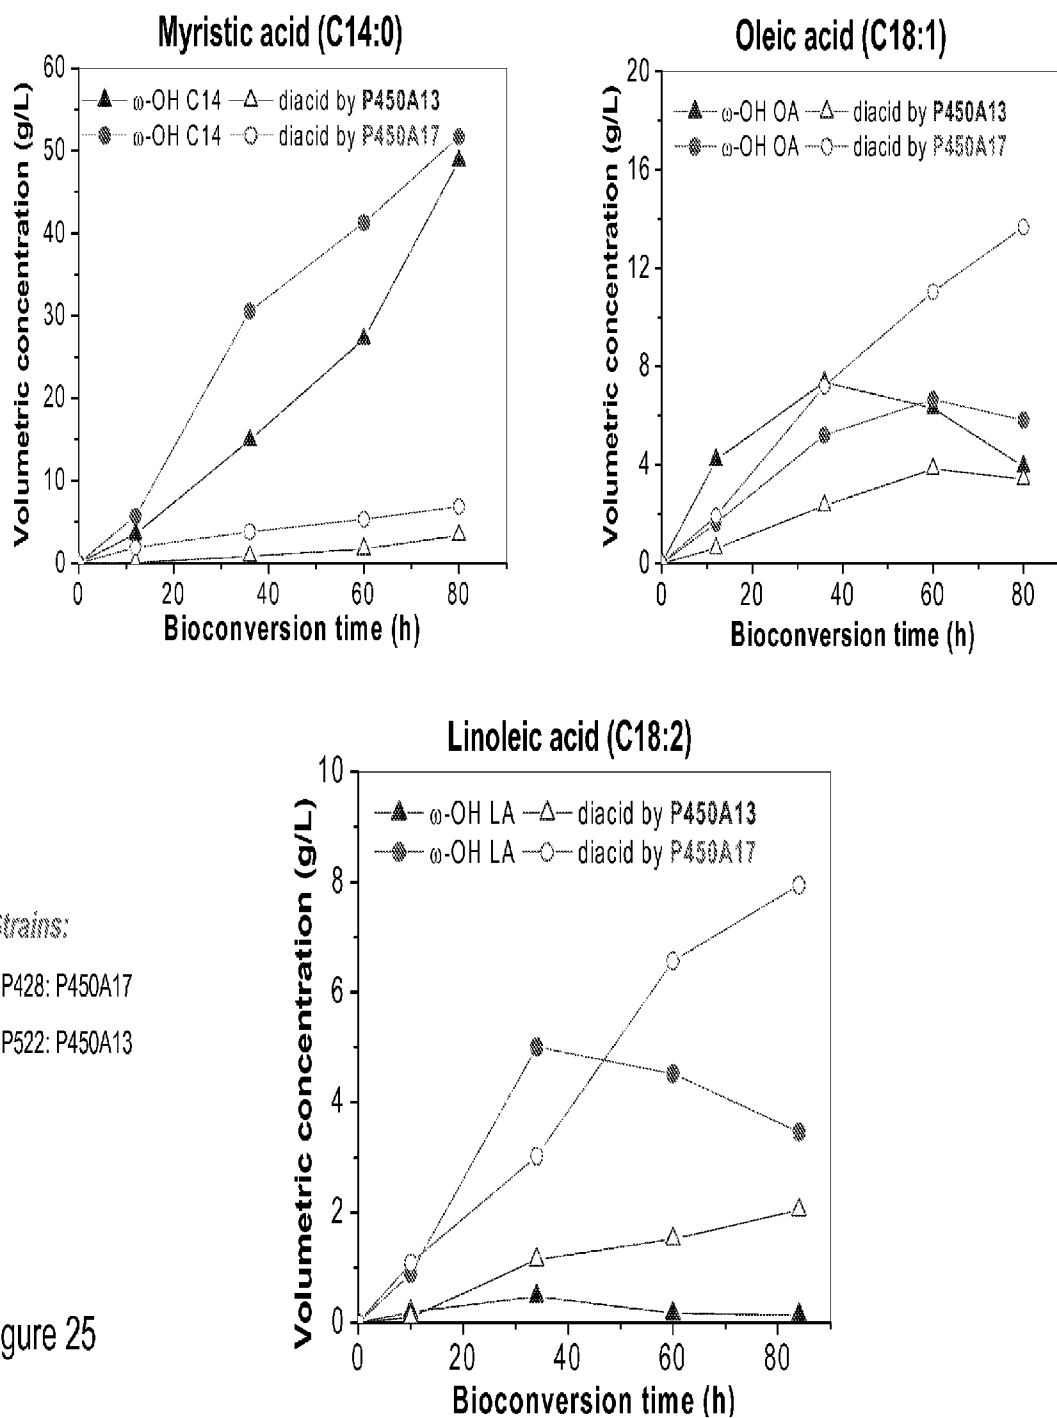 Myristic acid (C14:0)
Volumetric concentration (g/L)
60
50
40
30
20
10
0
ω-OH C14 diacid by P450A13
ω-OH C14 diacid by P450A17
0 20 40 60 80
Bioconversion time (h)
Oleic acid (C18:1)
Volumetric concentration (g/L)
20
16
12
8
4
0
ω-OH OA diacid by P450A13
ω-OH OA diacid by P450A17
0 20 40 60 80
Bioconversion time (h)
Linoleic acid (C18:2)
Volumetric concentration (g/L)
10
8
6
4
2
0
ω-OH LA diacid by P450A13
ω-OH LA diacid by P450A17
0 20 40 60 80
Bioconversion time (h)
trains:
P428: P450A17
P522: P450A13
gure 25